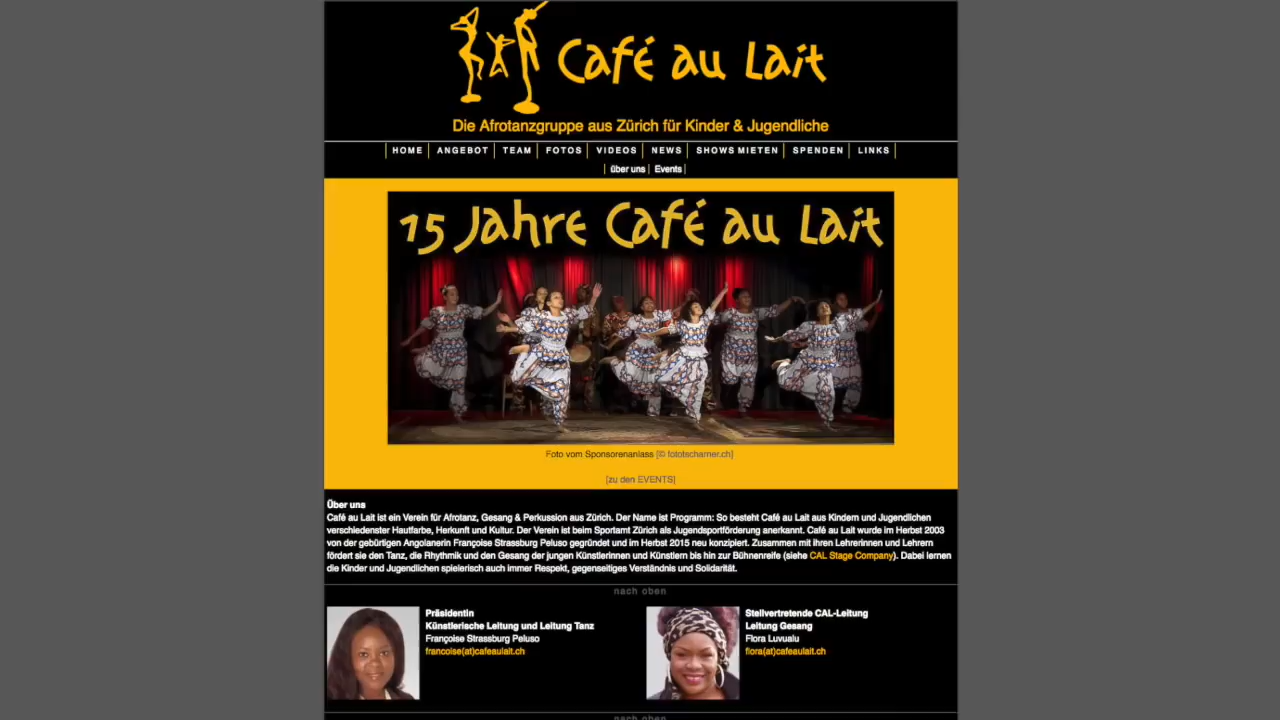 Café au Lait
Die Afrotanzgruppe aus Zürich für Kinder & Jugendliche
HOME | ANGEBOT | TEAM | FOTOS | VIDEOS | NEWS | SHOWS MIETEN | SPENDEN | LINKS
über uns | Events
15 Jahre Café au Lait
Foto vom Sponsorenanlass [© fototscharner.ch]
[zu den EVENTS]
Über uns
Café au Lait ist ein Verein für Afrotanz, Gesang & Perkussion aus Zürich. Der Name ist Programm: So besteht Café au Lait aus Kindern und Jugendlichen
verschiedenster Hautfarbe, Herkunft und Kultur. Der Verein ist beim Sportamt Zürich als Jugendsportförderung anerkannt. Café au Lait wurde im Herbst 2003
von der gebürtigen Angolanerin Françoise Strassburg Peluso gegründet und im Herbst 2015 neu konzipiert. Zusammen mit ihren Lehrerinnen und Lehrern
fördert sie den Tanz, die Rhythmik und den Gesang der jungen Künstlerinnen und Künstlern bis hin zur Bühnenreife (siehe CAL Stage Company). Dabei lernen
die Kinder und Jugendlichen spielerisch auch immer Respekt, gegenseitiges Verständnis und Solidarität.
nach oben
Präsidentin
Künstlerische Leitung und Leitung Tanz
Françoise Strassburg Peluso
francoise(at)cafeaulait.ch
Stellvertretende CAL-Leitung
Leitung Gesang
Flora Luvualu
flora(at)cafeaulait.ch
nach oben